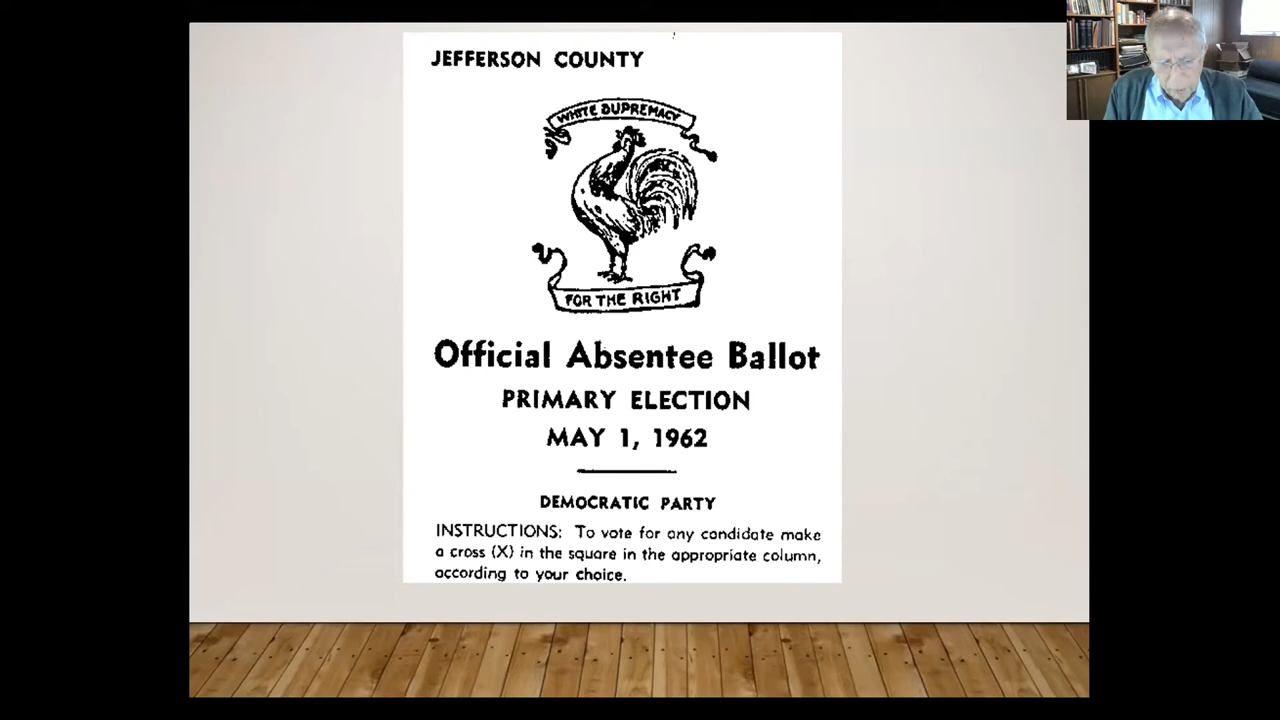 JEFFERSON COUNTY
WHITE SUPREMACY
FOR THE RIGHT
Official Absentee Ballot
PRIMARY ELECTION
MAY 1, 1962
DEMOCRATIC PARTY
INSTRUCTIONS: To vote for any candidate make
a cross (X) in the square in the appropriate column,
according to your choice.